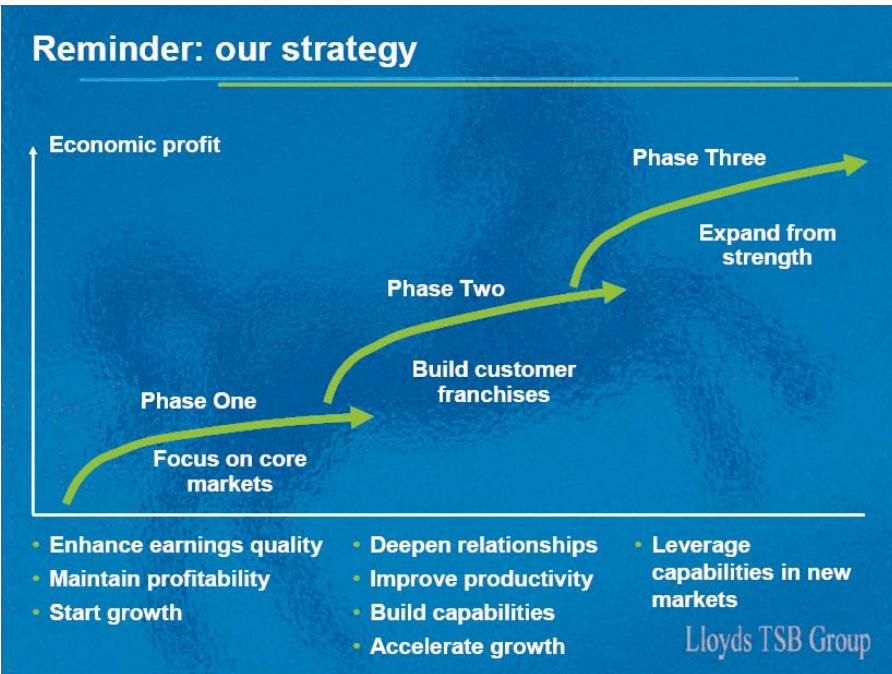 Reminder: our strategy
Economic profit
Phase Three
Expand from
strength
Phase Two
Build customer
franchises
Phase One
Focus on core
markets
• Enhance earnings quality
• Maintain profitability
• Start growth
• Deepen relationships
• Improve productivity
• Build capabilities
• Accelerate growth
• Leverage
capabilities in new
markets
Lloyds TSB Group